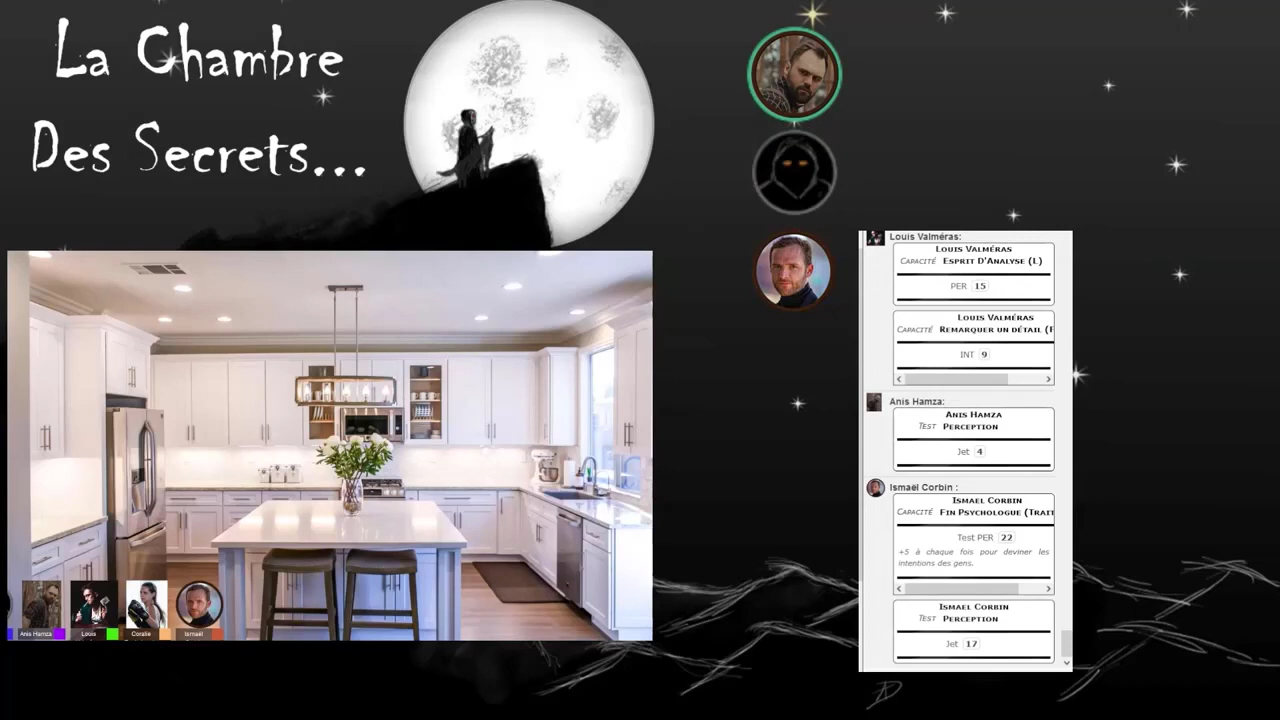 La Chambre
Des Secrets...
Louis Valméras:
Louis Valméras
Capacité Esprit D'Analyse (L)
PER 15
Louis Valméras
Capacité Remarquer un détail (F
INT 9
Anis Hamza:
Anis Hamza
Test Perception
Jet 4
Ismaël Corbin :
Ismael Corbin
Capacité Fin Psychologue (Trait
Test PER 22
+5 à chaque fois pour deviner les
intentions des gens.
Ismael Corbin
Test Perception
Jet 17
Anis Hamza
Louis
Coralie
Ismaël